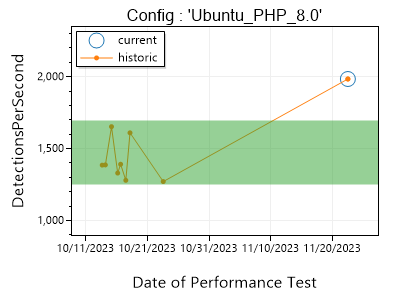 Config : 'Ubuntu_PHP_8.0'
current
historic
DetectionsPerSecond
2,000
1,500
1,000
10/11/2023
10/21/2023
10/31/2023
11/10/2023
11/20/2023
Date of Performance Test